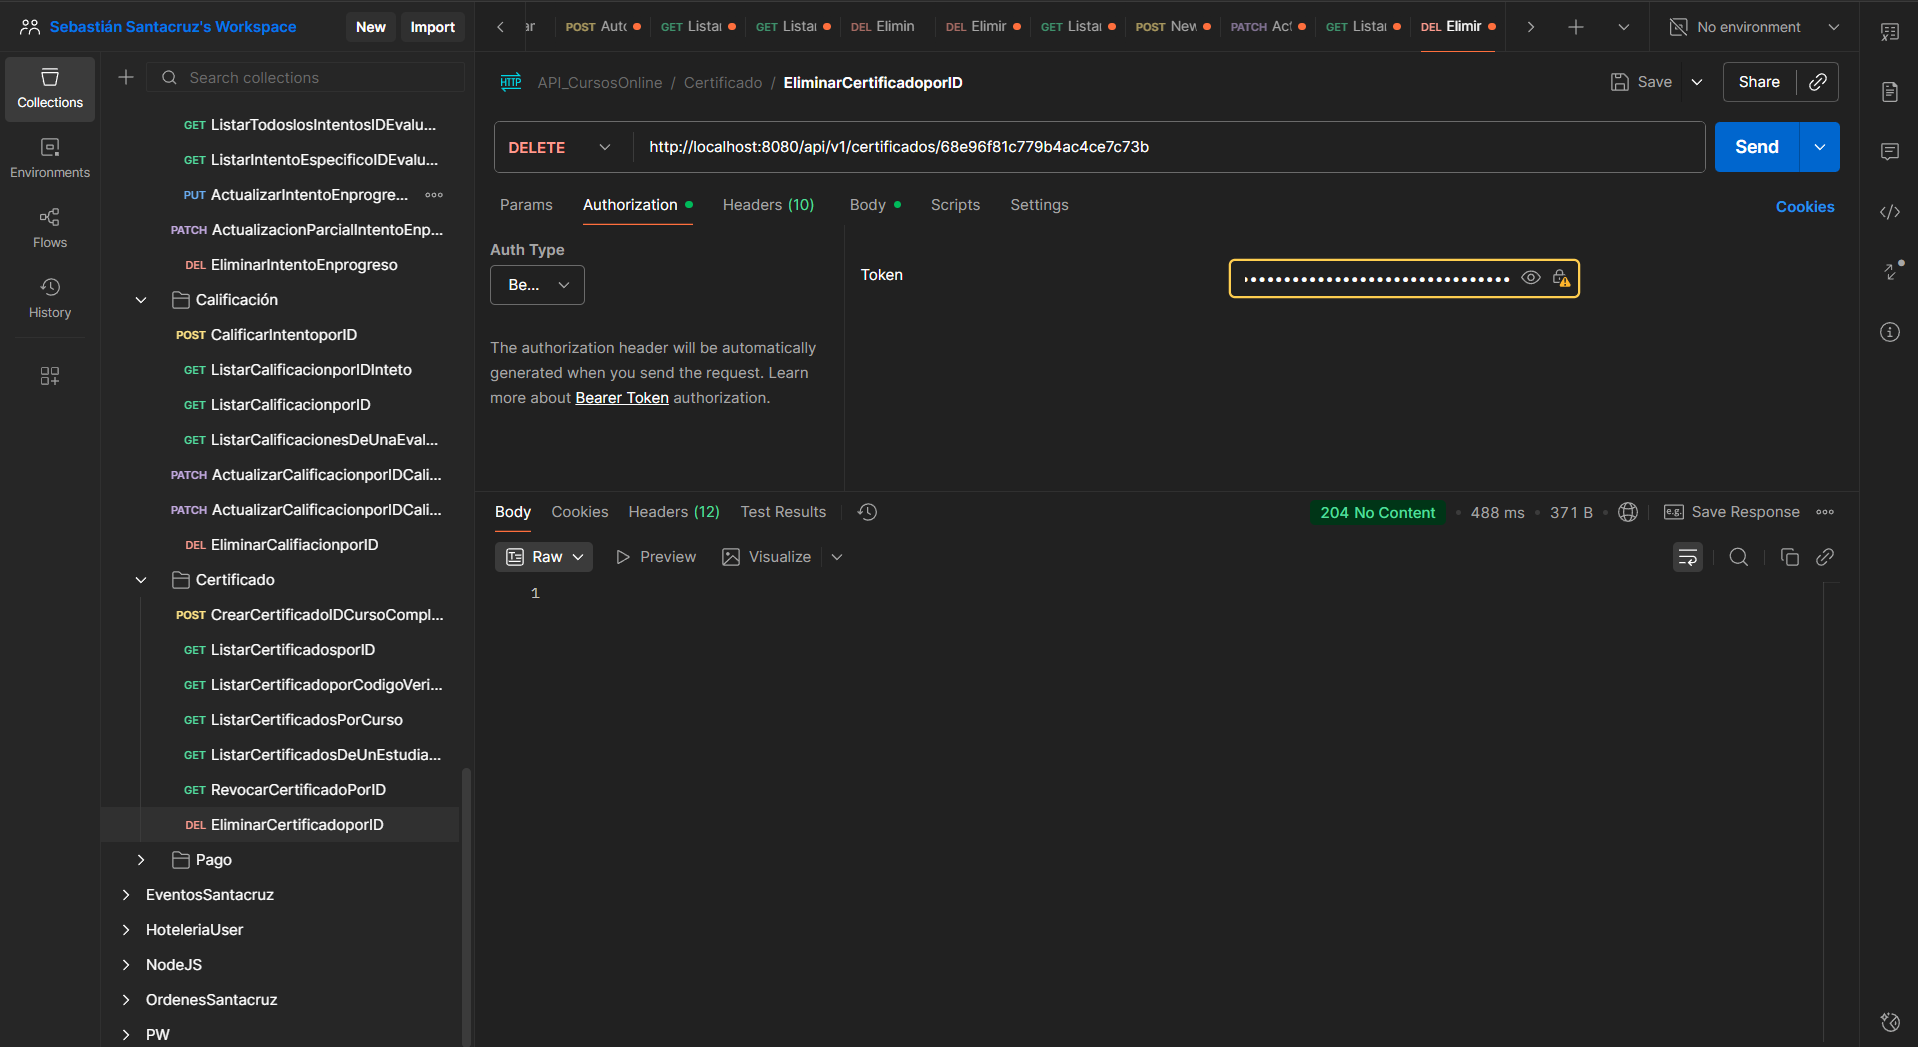 Sebastián Santacruz's Workspace
New
Import
ar
POST Auto
GET Listar
GET Listar
DEL Elimin
DEL Elimir
GET Listar
POST New
PATCH Act
GET Listar
DEL Elimir
No environment
Collections
Environments
Flows
History
Search collections
GET ListarTodoslosIntentosIDEvalu...
GET ListarIntentoEspecificoIDEvalu...
PUT ActualizarIntentoEnprogre...
PATCH ActualizacionParcialIntentoEnp...
DEL EliminarIntentoEnprogreso
Calificación
POST CalificarIntentoporID
GET ListarCalificacionporIDInteto
GET ListarCalificacionporID
GET ListarCalificacionesDeUnaEval...
PATCH ActualizarCalificacionporIDCali...
PATCH ActualizarCalificacionporIDCali...
DEL EliminarCalifiacionporID
Certificado
POST CrearCertificadoIDCursoCompl...
GET ListarCertificadosporID
GET ListarCertificadoporCodigoVeri...
GET ListarCertificadosPorCurso
GET ListarCertificadosDeUnEstudia...
GET RevocarCertificadoPorID
DEL EliminarCertificadoporID
Pago
EventosSantacruz
HoteleriaUser
NodeJS
OrdenesSantacruz
PW
HTTP API_CursosOnline / Certificado / EliminarCertificadoporID
Save
Share
DELETE
http://localhost:8080/api/v1/certificados/68e96f81c779b4ac4ce7c73b
Send
Params
Authorization
Headers (10)
Body
Scripts
Settings
Cookies
Auth Type
Be...
The authorization header will be automatically
generated when you send the request. Learn
more about Bearer Token authorization.
Token
Body
Cookies
Headers (12)
Test Results
204 No Content
488 ms
371 B
e.g. Save Response
Raw
Preview
Visualize
1